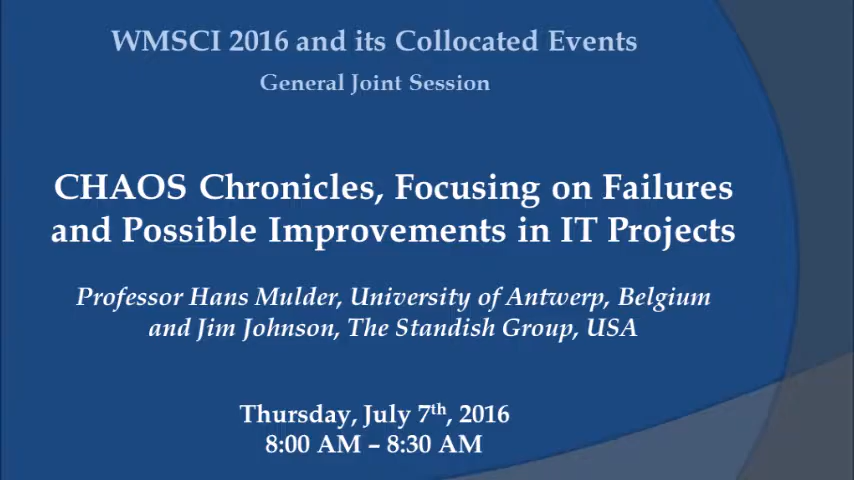 WMSCI 2016 and its Collocated Events
General Joint Session
CHAOS Chronicles, Focusing on Failures
and Possible Improvements in IT Projects
Professor Hans Mulder, University of Antwerp, Belgium
and Jim Johnson, The Standish Group, USA
Thursday, July 7th, 2016
8:00 AM – 8:30 AM